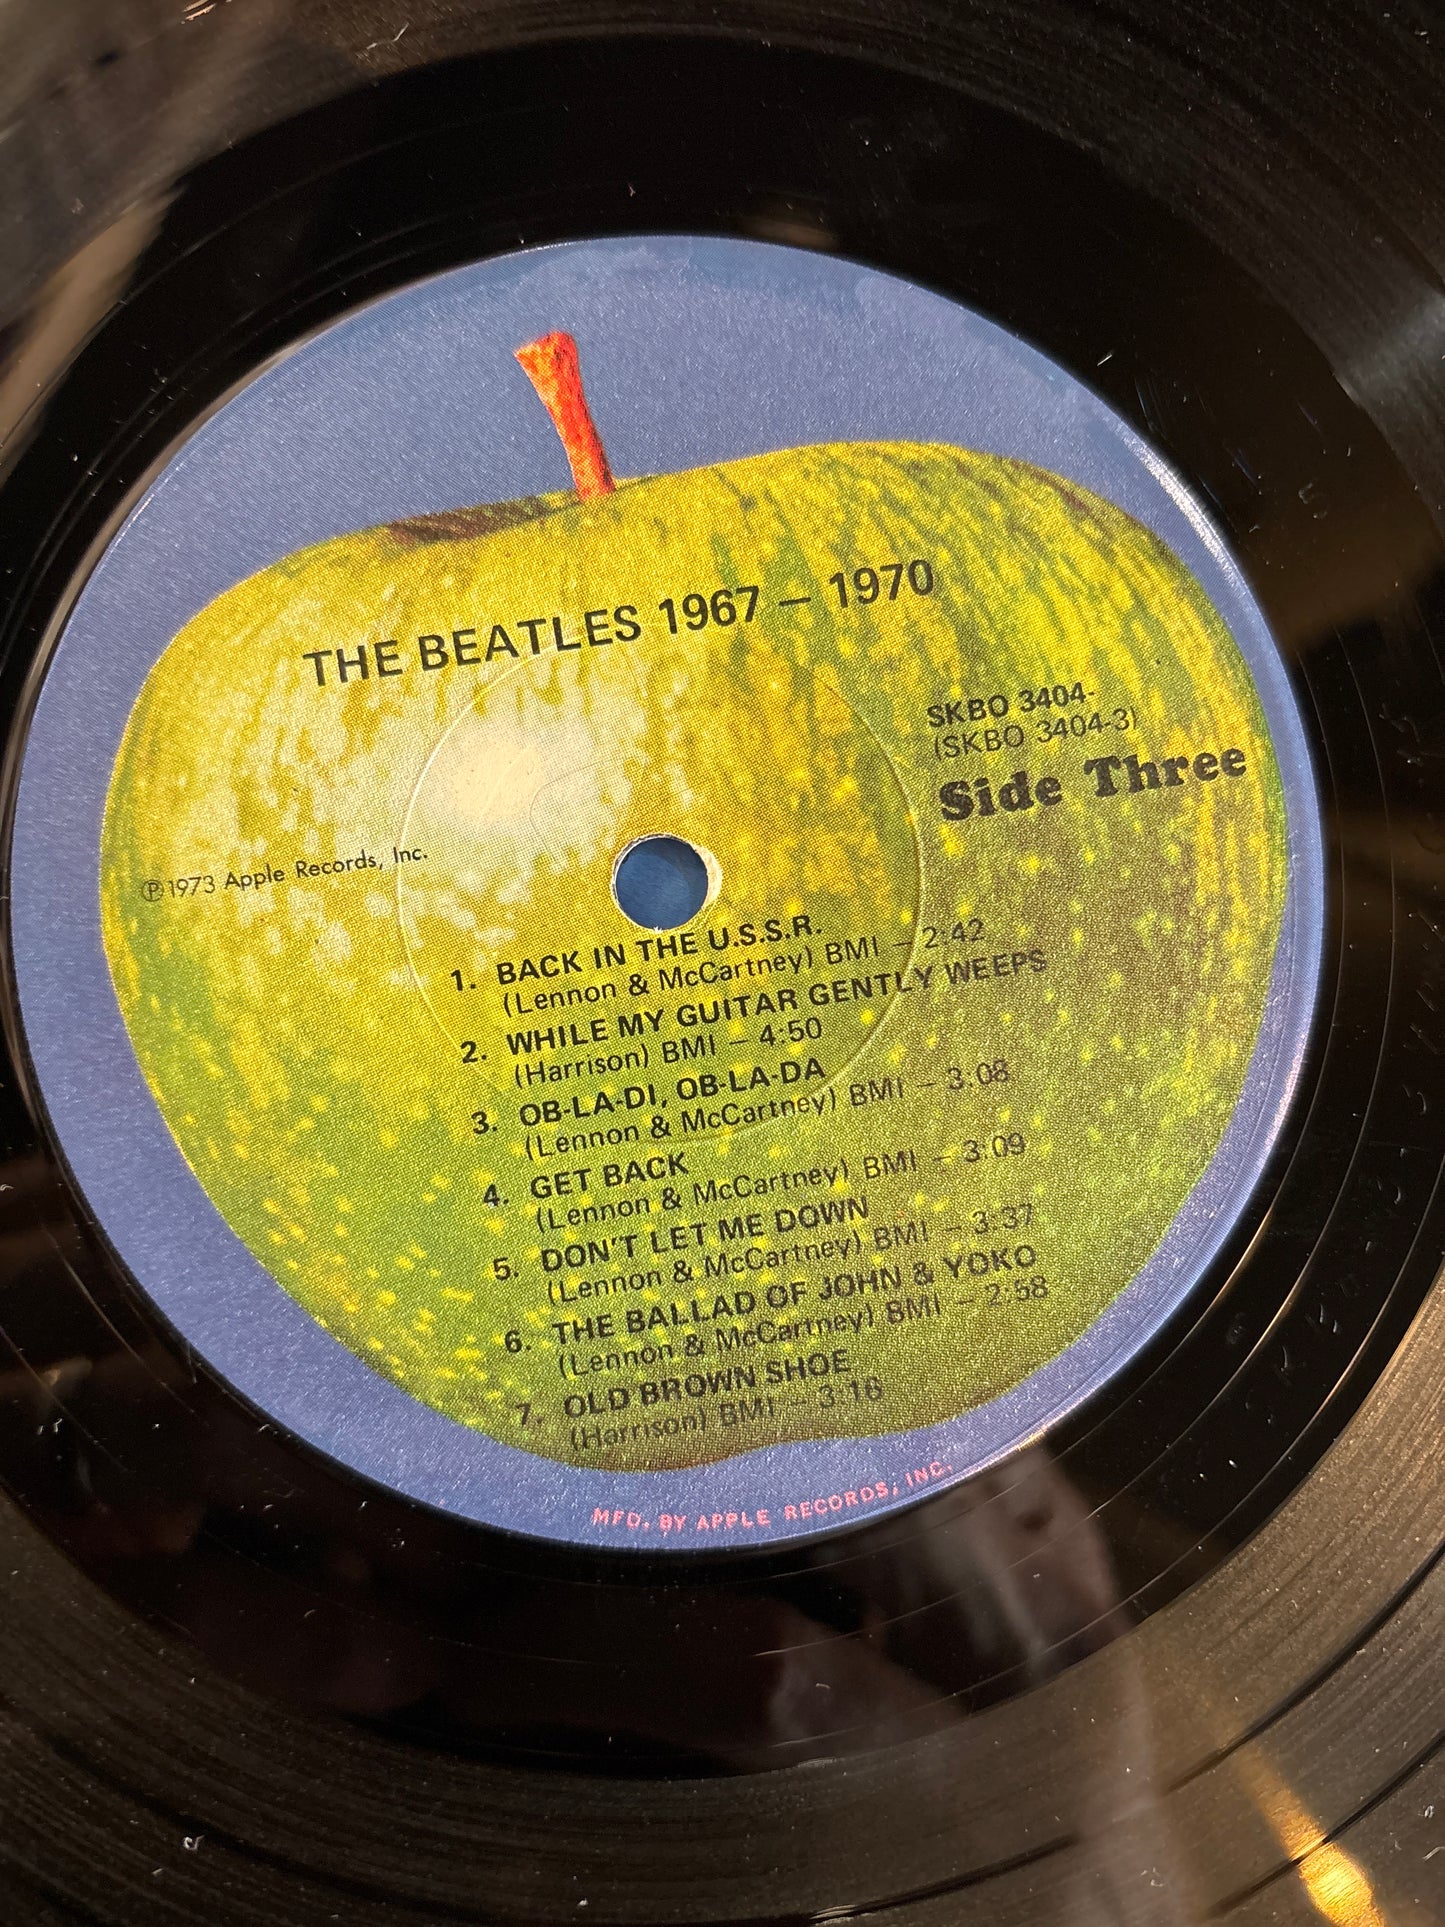 THE BEATLES 1967 – 1970
SKBO 3404-
(SKBO 3404-3)
Side Three
℗ 1973 Apple Records, Inc.
1. BACK IN THE U.S.S.R.
(Lennon & McCartney) BMI – 2:42
2. WHILE MY GUITAR GENTLY WEEPS
(Harrison) BMI – 4:50
3. OB-LA-DI, OB-LA-DA
(Lennon & McCartney) BMI – 3:08
4. GET BACK
(Lennon & McCartney) BMI – 3:09
5. DON'T LET ME DOWN
(Lennon & McCartney) BMI – 3:37
6. THE BALLAD OF JOHN & YOKO
(Lennon & McCartney) BMI – 2:58
7. OLD BROWN SHOE
(Harrison) BMI – 3:16
MFD. BY APPLE RECORDS, INC.